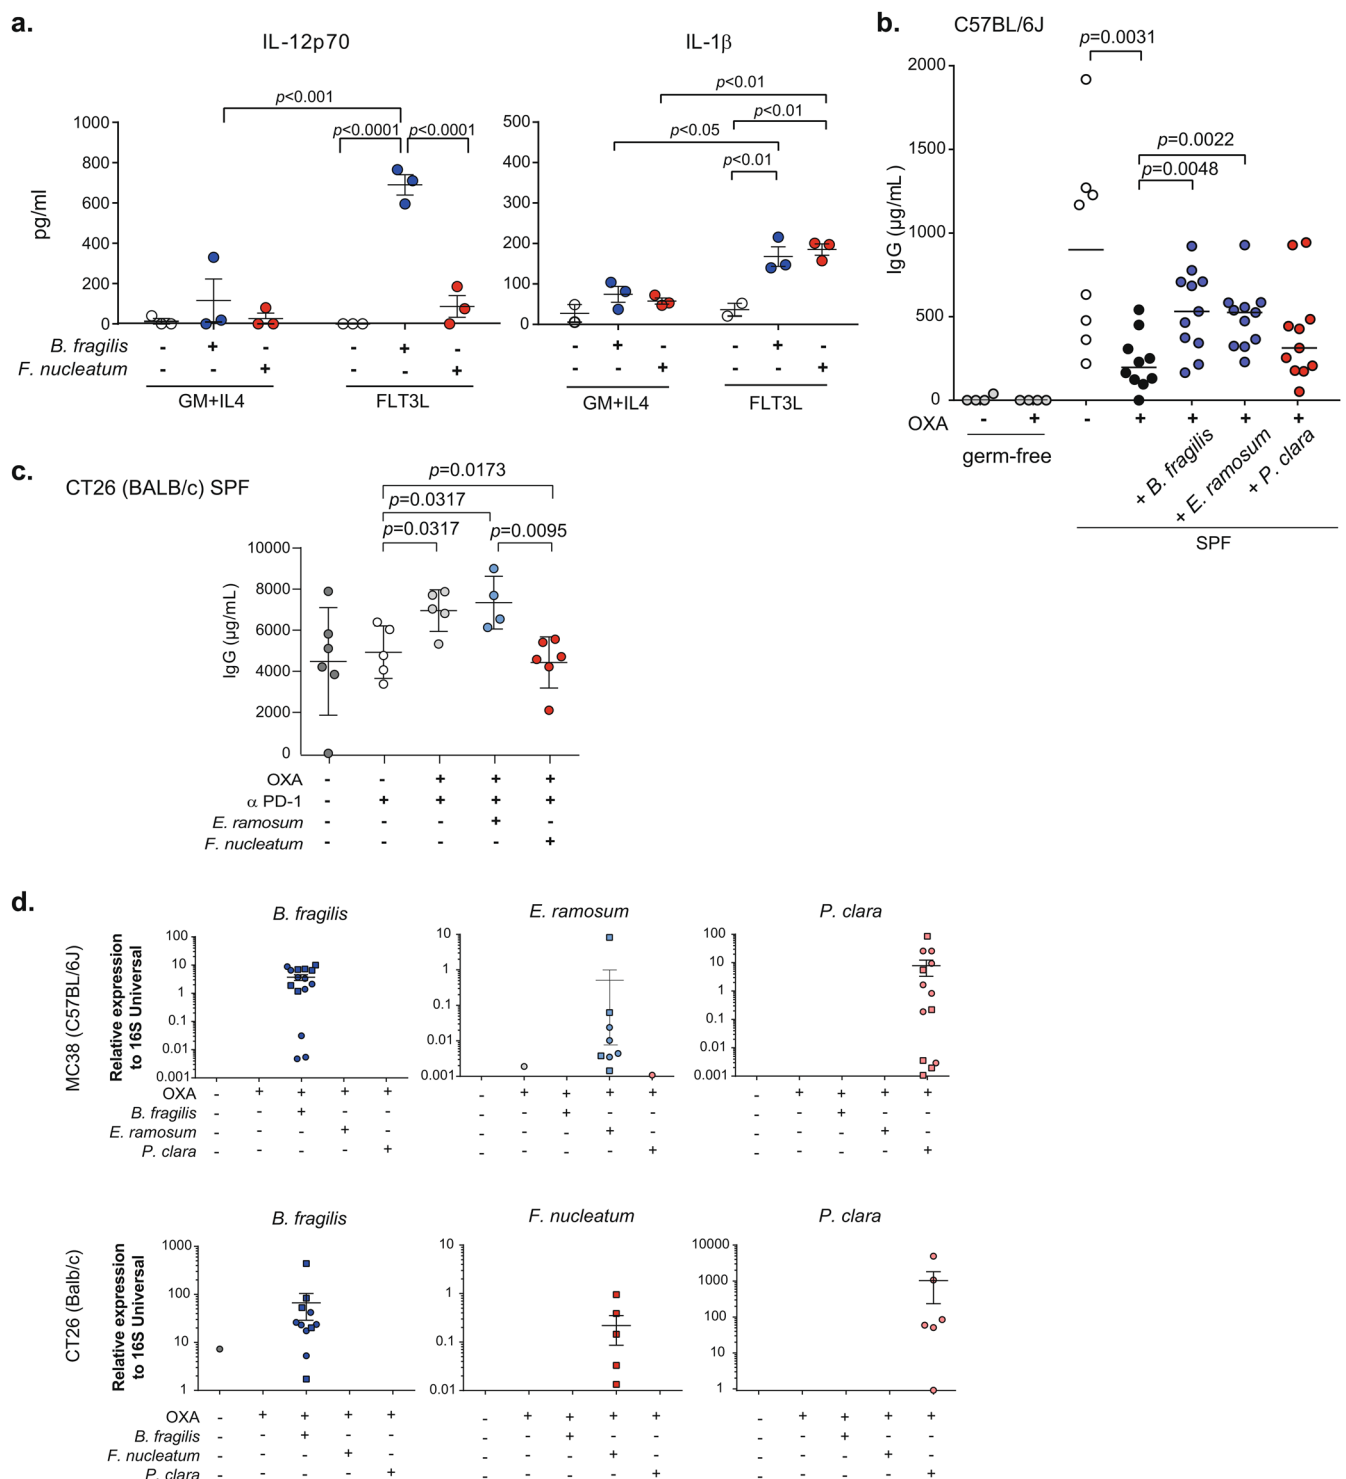 a.
IL-12p70
IL-1β
p<0.001
p<0.0001 p<0.0001
1000
800
600
400
200
0
pg/ml
p<0.01
p<0.01
p<0.05
p<0.01
500
400
300
200
100
0
B. fragilis - + - - + - - + - - + -
F. nucleatum - - + - - + - - + - - +
GM+IL4 FLT3L GM+IL4 FLT3L
b.
C57BL/6J
p=0.0031
p=0.0022
p=0.0048
2000
1500
1000
500
0
IgG (µg/mL )
OXA - + - + + + +
germ-free
+ B. fragilis
+ E. ramosum
+ P. clara
SPF
c.
CT26 (BALB/c) SPF
p=0.0173
p=0.0317
p=0.0317 p=0.0095
10000
8000
6000
4000
2000
0
IgG (µg/mL )
OXA - - + + +
α PD-1 - + + + +
E. ramosum - - - + -
F. nucleatum - - - - +
d.
MC38 (C57BL/6J)
Relative expression
to 16S Universal
B. fragilis
100
10
1
0.1
0.01
0.001
E. ramosum
10
1
0.1
0.01
0.001
P. clara
100
10
1
0.1
0.01
0.001
OXA - + + + + - + + + + - + + + +
B. fragilis - - + - - - - + - - - - + - -
E. ramosum - - - + - - - - + - - - - + -
P. clara - - - - + - - - - + - - - - +
CT26 (Balb/c)
Relative expression
to 16S Universal
B. fragilis
1000
100
10
1
F. nucleatum
10
1
0.1
0.01
P. clara
10000
1000
100
10
1
OXA - + + + + - + + + + - + + + +
B. fragilis - - + - - - - + - - - - + - -
F. nucleatum - - - + - - - - + - - - - + -
P. clara - - - - + - - - - + - - - - +